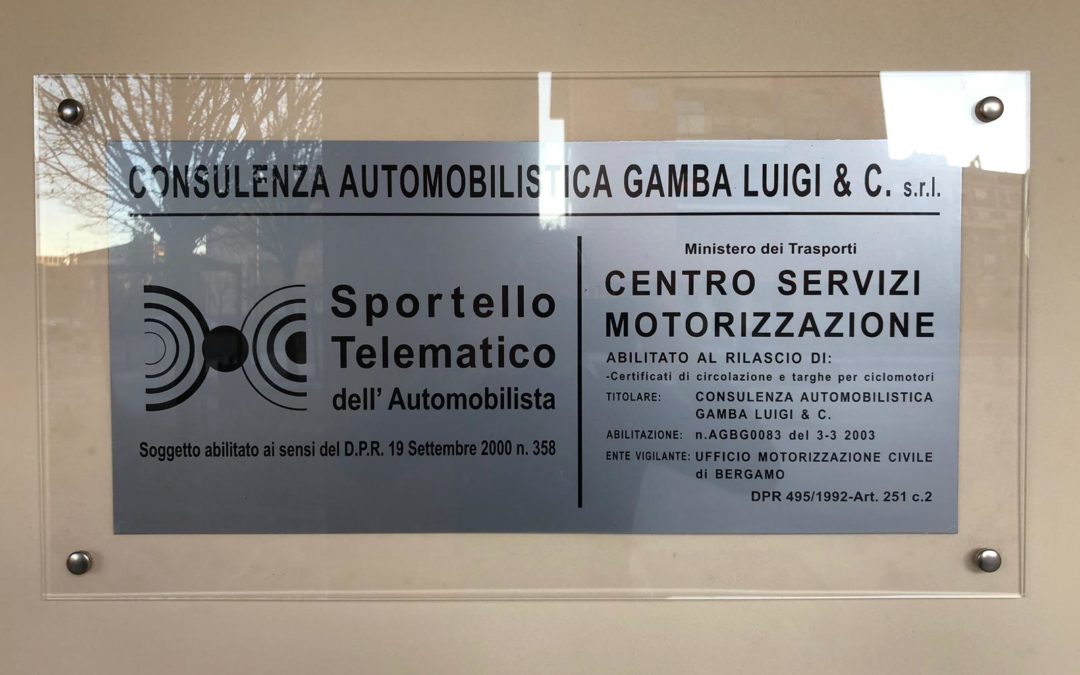 CONSULENZA AUTOMOBILISTICA GAMBA LUIGI & C. s.r.l.
Sportello
Telematico
dell' Automobilista
Soggetto abilitato ai sensi del D.P.R. 19 Settembre 2000 n. 358
Ministero dei Trasporti
CENTRO SERVIZI
MOTORIZZAZIONE
ABILITATO AL RILASCIO DI:
-Certificati di circolazione e targhe per ciclomotori
TITOLARE: CONSULENZA AUTOMOBILISTICA
GAMBA LUIGI & C.
ABILITAZIONE: n.AGBG0083 del 3-3 2003
ENTE VIGILANTE: UFFICIO MOTORIZZAZIONE CIVILE
di BERGAMO
DPR 495/1992-Art. 251 c.2